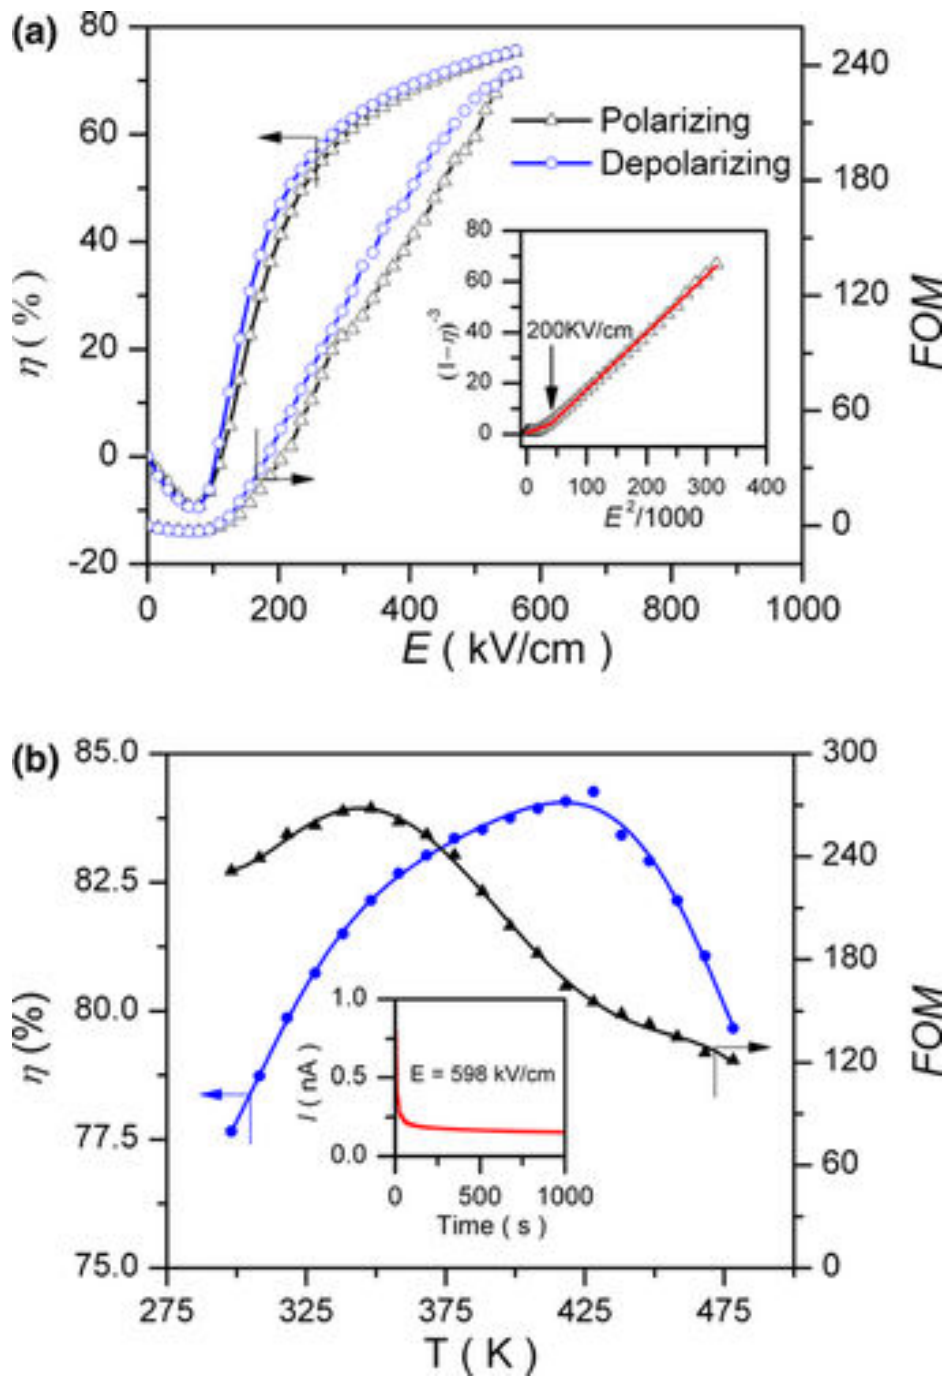 (a)
80
60
40
20
0
-20
η ( % )
240
180
120
60
0
FQM
Polarizing
Depolarizing
80
60
40
20
0
(1−η)⁻³
200KV/cm
0 100 200 300 400
E²/1000
0 200 400 600 800 1000
E ( kV/cm )
(b)
85.0
82.5
80.0
77.5
75.0
η (%)
300
240
180
120
60
0
FQM
1.0
0.5
0.0
I ( nA )
E = 598 kV/cm
0 500 1000
Time ( s )
275 325 375 425 475
T ( K )